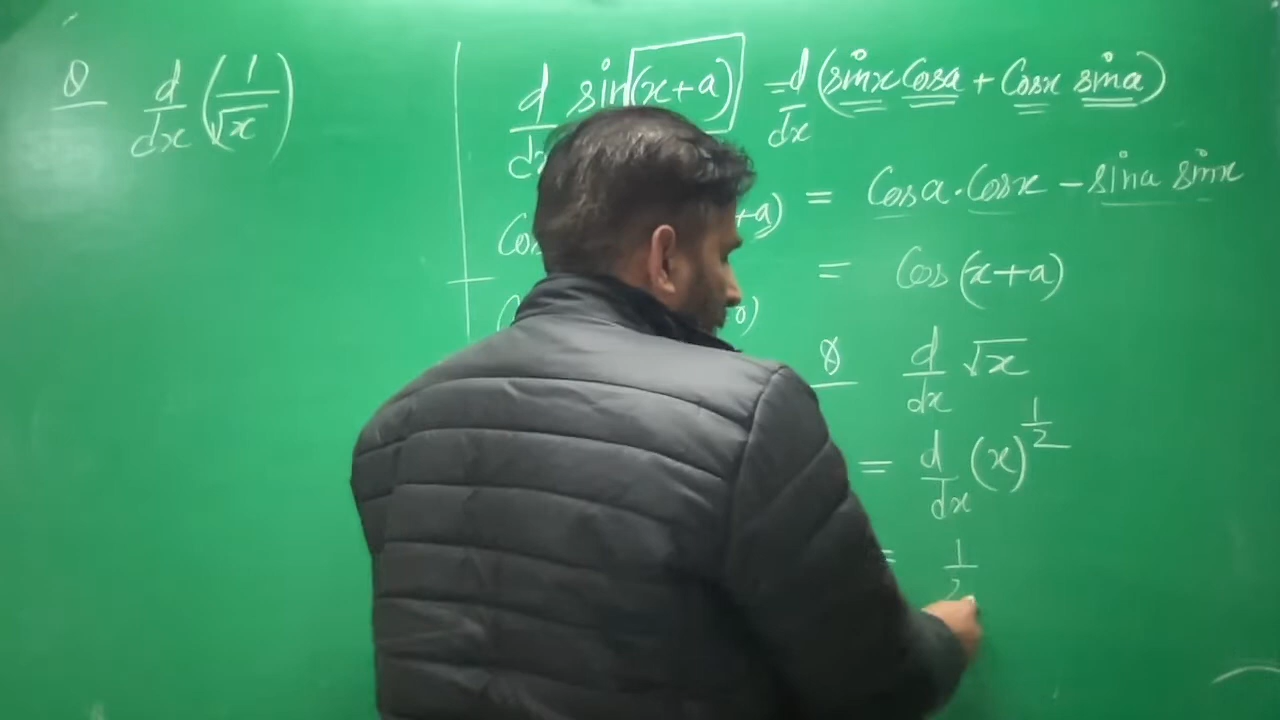 Q d/dx (1/√x)
d/dx sin(x+a) = d/dx (sinx Cosa + Cosx sina)
= Cosa . Cosx - sina sinx
+a)
= Cos (x+a)
Q d/dx √x
= d/dx (x)^1/2
= 1/2